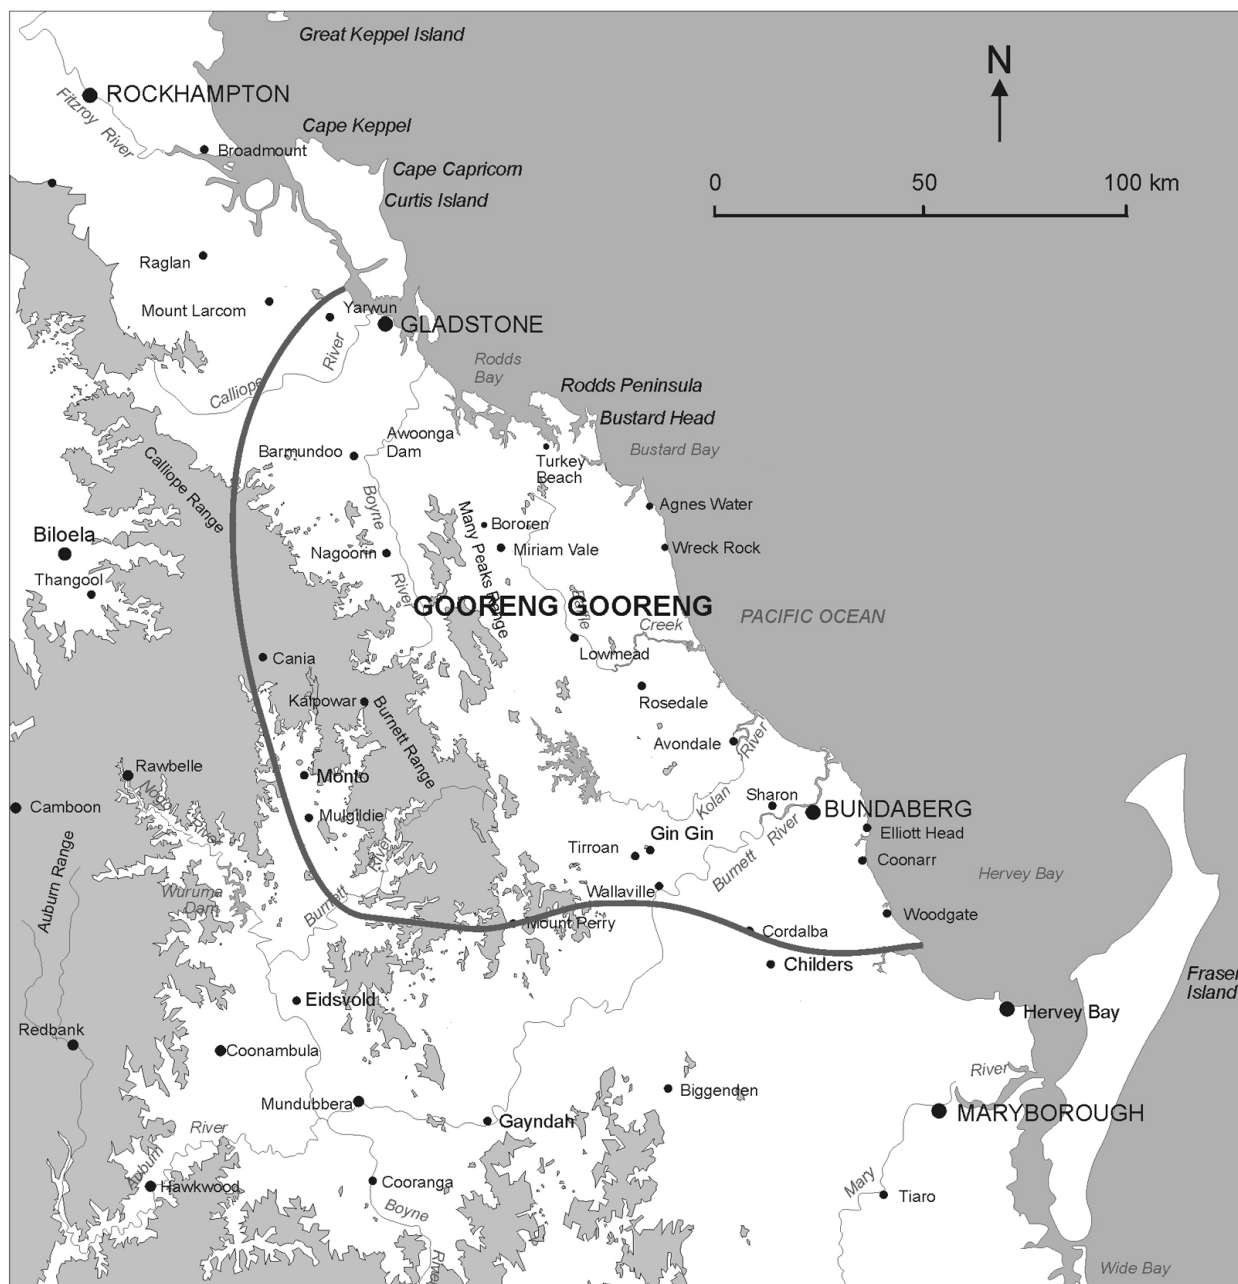 Great Keppel Island
N
ROCKHAMPTON
Fitzroy River
Cape Keppel
Broadmount
Cape Capricorn
Curtis Island
0 50 100 km
Raglan
Mount Larcom
Yarwun
GLADSTONE
River
Calliope
Rodds
Bay
Rodds Peninsula
Bustard Head
Bustard Bay
Awoonga
Dam
Barmundoo
Turkey
Beach
Calliope Range
Boyne
River
Many Peaks Range
Agnes Water
Bororen
Biloela
Nagoorin
Miriam Vale
Wreck Rock
Thangool
GOORENG GOORENG
PACIFIC OCEAN
Creek
Lowmead
Cania
Kalpowar
Burnett Range
Rosedale
Avondale
River
Kolan
Rawbelle
Nogo River
Monto
Camboon
Mulgildie
Sharon
BUNDABERG
Elliott Head
Gin Gin
Tirroan
Coonarr
Burnett River
Hervey Bay
Auburn Range
Wuruma
Dam
Burnett River
Wallaville
Woodgate
Mount Perry
Cordalba
Childers
Fraser
Island
Eidsvold
Hervey Bay
Redbank
Coonambula
River
Biggenden
Mundubbera
MARYBOROUGH
Gayndah
River
Auburn
Hawkwood
Cooranga
Mary
Tiaro
Boyne
River
Wide Bay